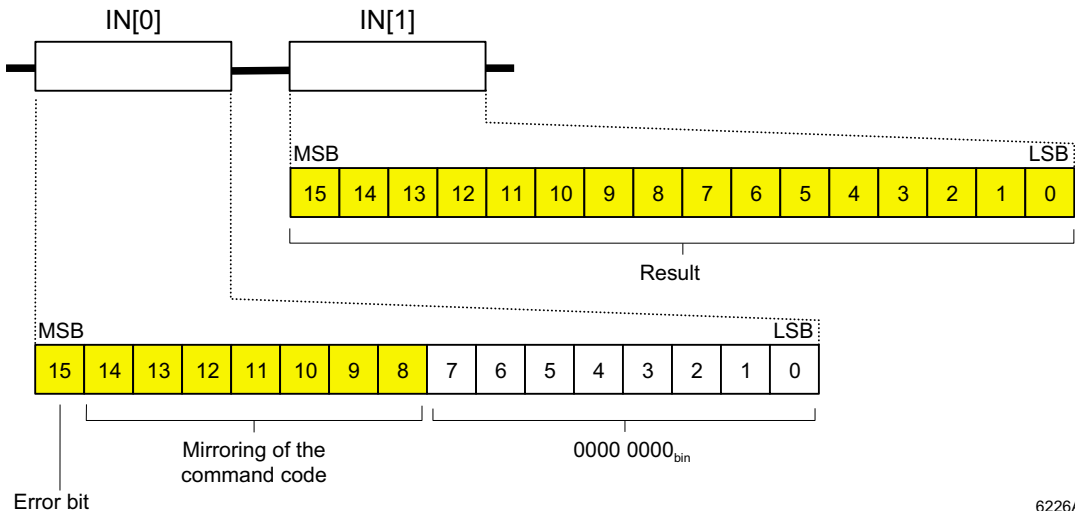 IN[0] IN[1]
MSB LSB
15 14 13 12 11 10 9 8 7 6 5 4 3 2 1 0
Result
MSB LSB
15 14 13 12 11 10 9 8 7 6 5 4 3 2 1 0
Mirroring of the
command code
0000 0000bin
Error bit
6226A